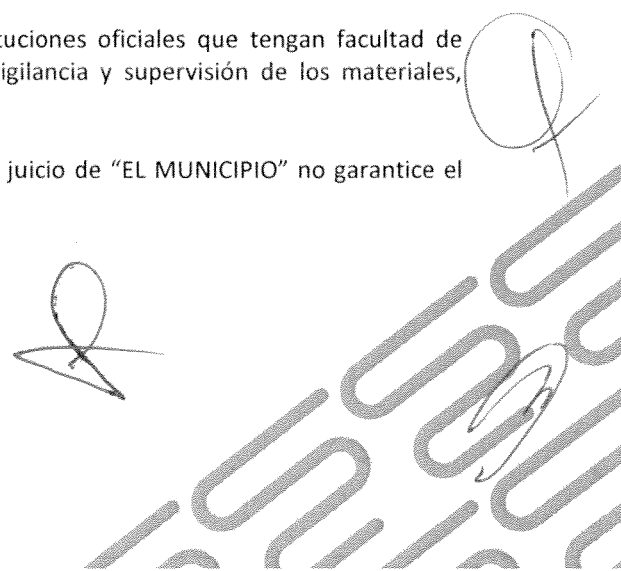 tuciones oficiales que tengan facultad de
igilancia y supervisión de los materiales,
juicio de “EL MUNICIPIO” no garantice el